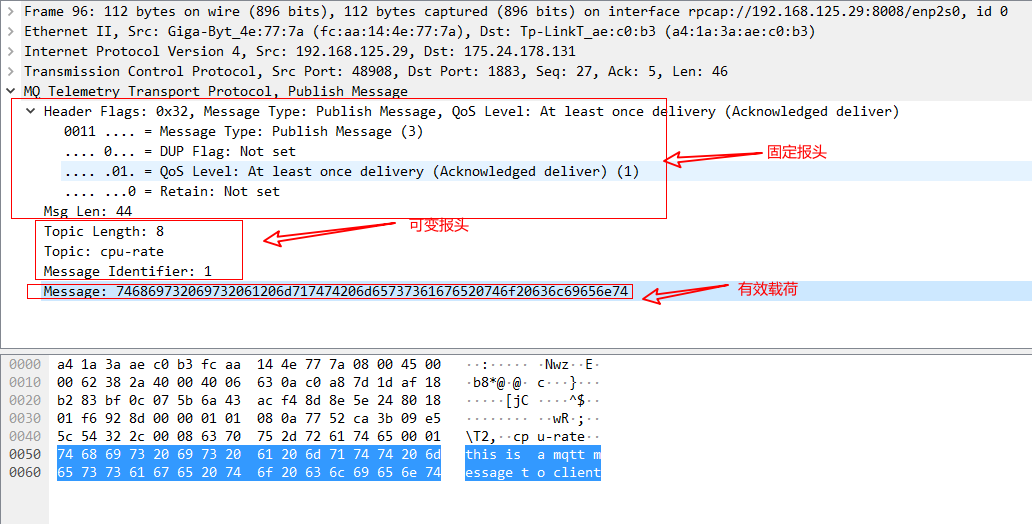 Frame 96: 112 bytes on wire (896 bits), 112 bytes captured (896 bits) on interface rpcap://192.168.125.29:8008/enp2s0, id 0
Ethernet II, Src: Giga-Byt_4e:77:7a (fc:aa:14:4e:77:7a), Dst: Tp-LinkT_ae:c0:b3 (a4:1a:3a:ae:c0:b3)
Internet Protocol Version 4, Src: 192.168.125.29, Dst: 175.24.178.131
Transmission Control Protocol, Src Port: 48908, Dst Port: 1883, Seq: 27, Ack: 5, Len: 46
MQ Telemetry Transport Protocol, Publish Message
Header Flags: 0x32, Message Type: Publish Message, QoS Level: At least once delivery (Acknowledged deliver)
0011 .... = Message Type: Publish Message (3)
.... 0... = DUP Flag: Not set
固定报头
.... .01. = QoS Level: At least once delivery (Acknowledged deliver) (1)
.... ...0 = Retain: Not set
Msg Len: 44
可变报头
Topic Length: 8
Topic: cpu-rate
Message Identifier: 1
Message: 746869732069732061206d717474206d65737361676520746f20636c69656e74
有效载荷
0000 a4 1a 3a ae c0 b3 fc aa 14 4e 77 7a 08 00 45 00 ··:····· ·Nwz··E·
0010 00 62 38 2a 40 00 40 06 63 0a c0 a8 7d 1d af 18 ·b8*@·@· c···}···
0020 b2 83 bf 0c 07 5b 6a 43 ac f4 8d 8e 5e 24 80 18 ·····[jC ····^$··
0030 01 f6 92 8d 00 00 01 01 08 0a 77 52 ca 3b 09 e5 ········ ··wR·;··
0040 5c 54 32 2c 00 08 63 70 75 2d 72 61 74 65 00 01 \T2,··cp u-rate··
0050 74 68 69 73 20 69 73 20 61 20 6d 71 74 74 20 6d this is a mqtt m
0060 65 73 73 61 67 65 20 74 6f 20 63 6c 69 65 6e 74 essage t o client